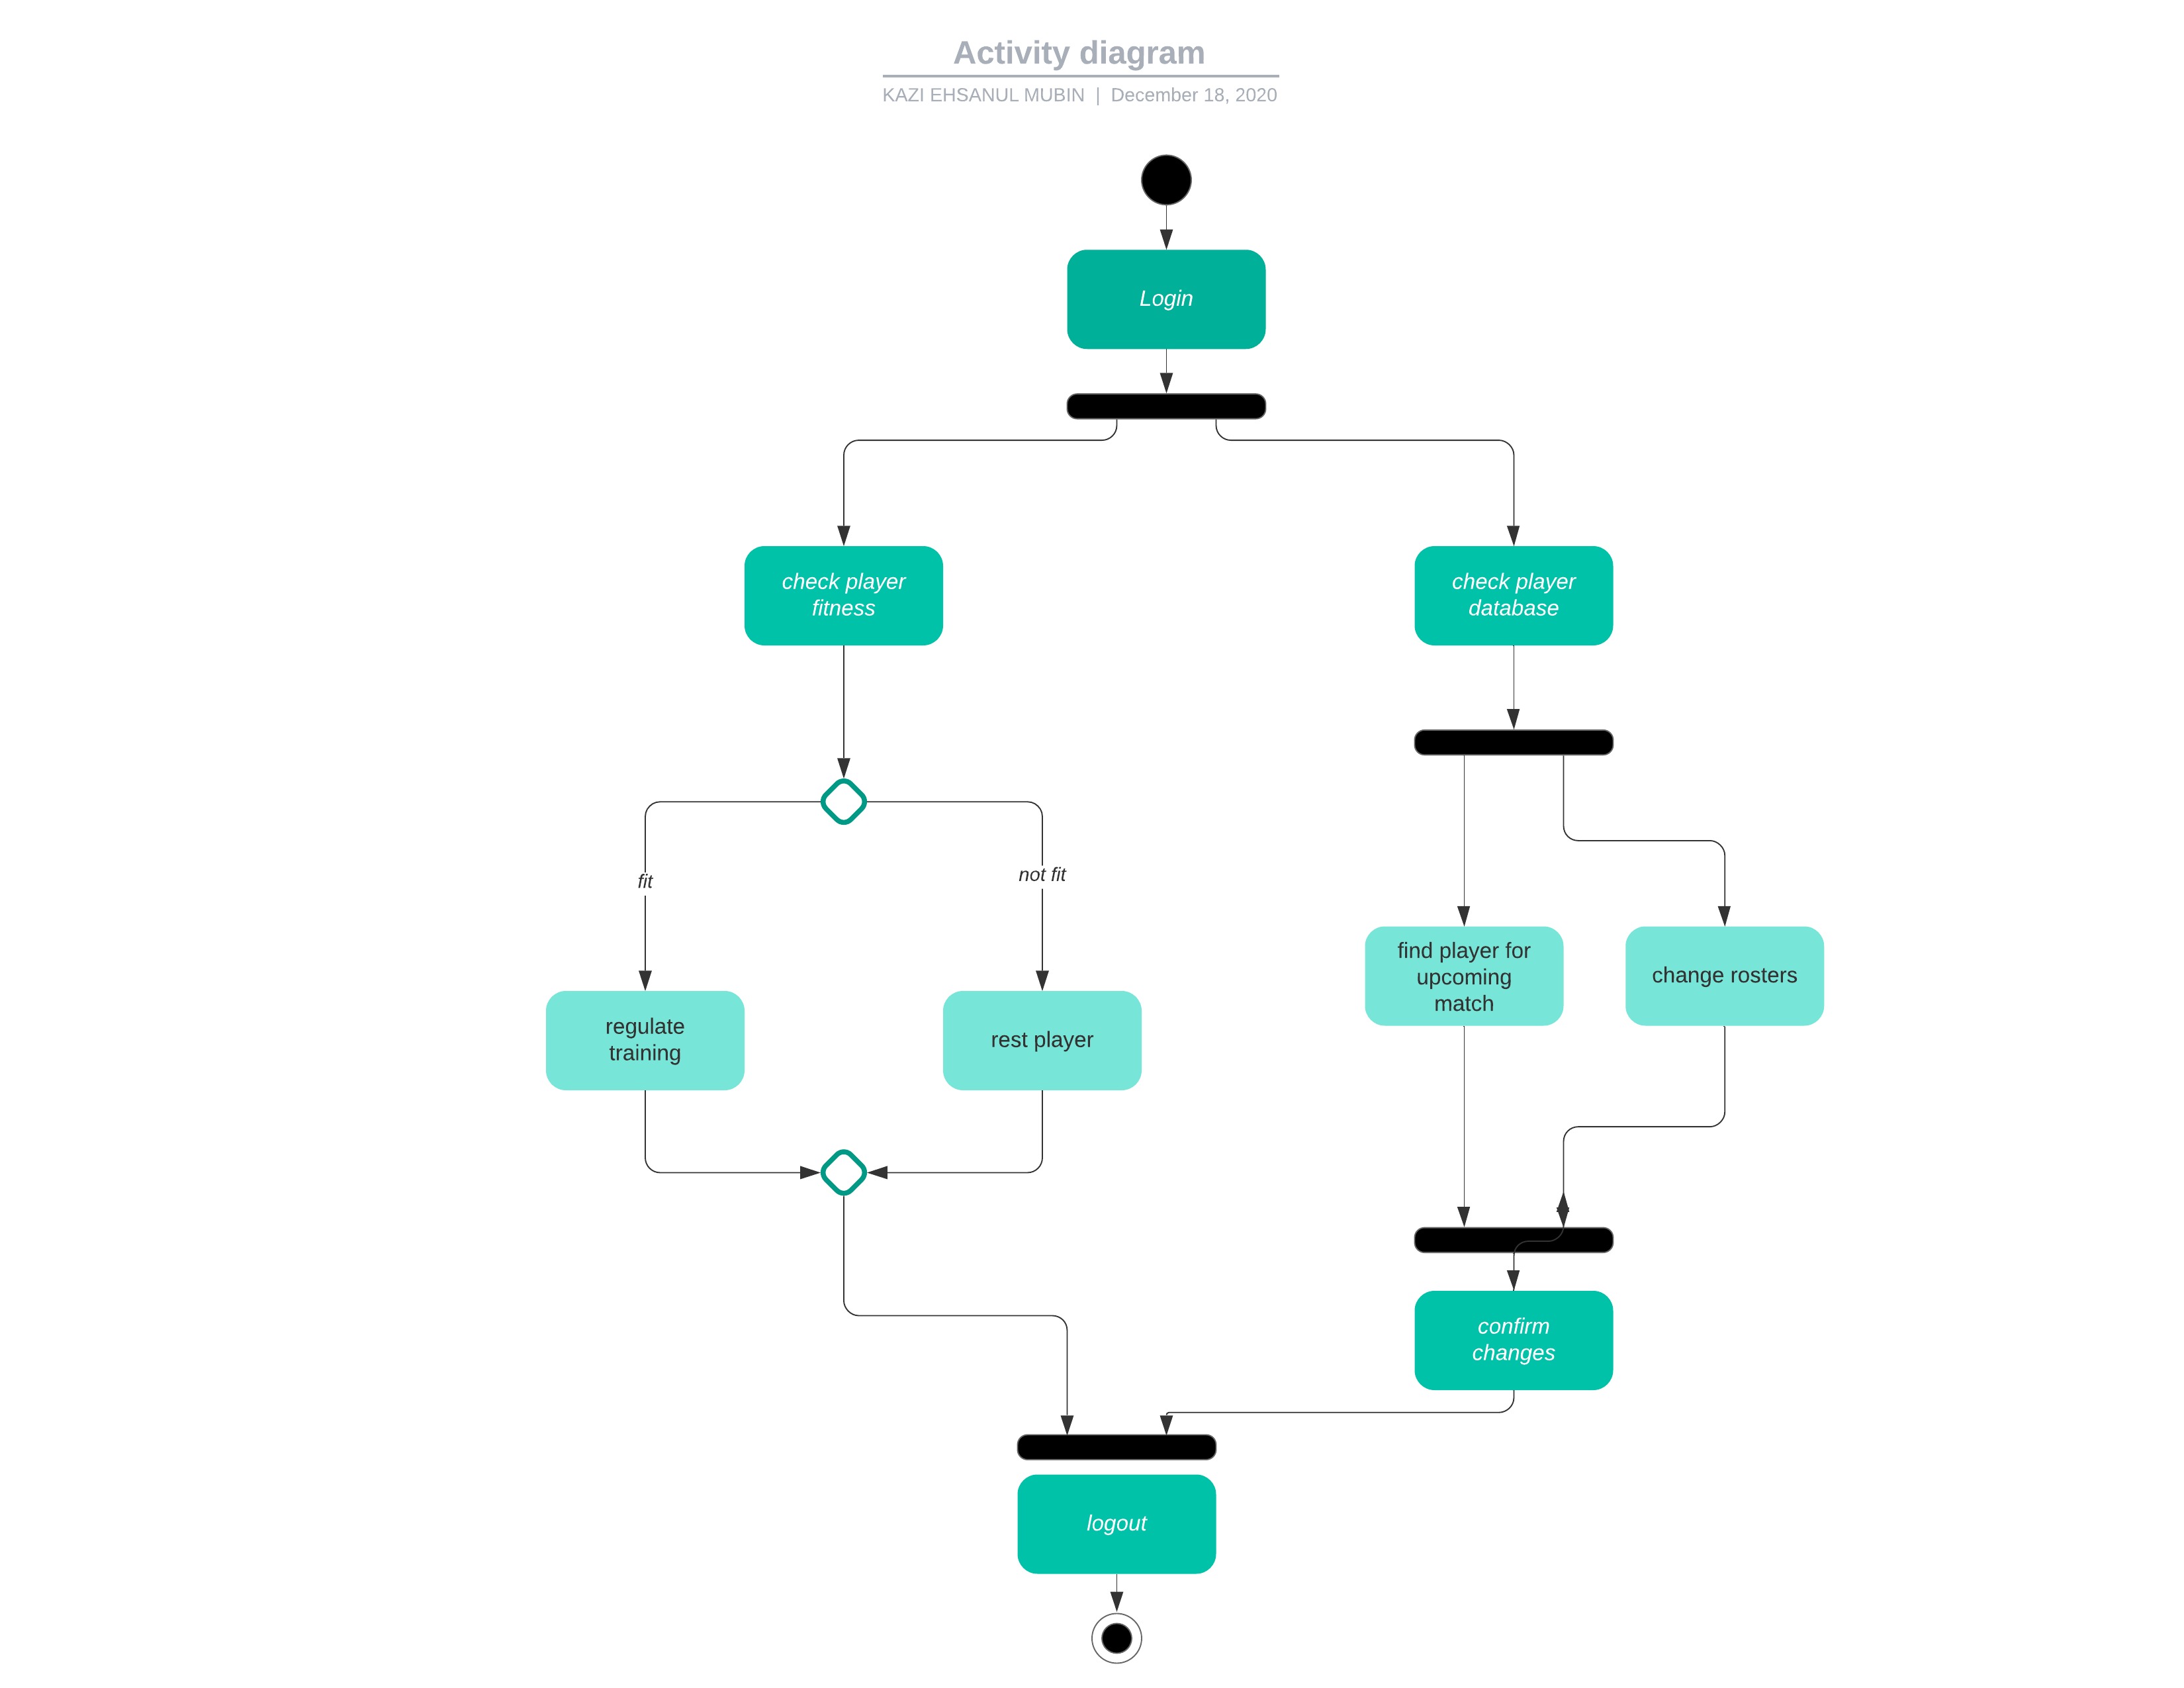 Activity diagram
KAZI EHSANUL MUBIN | December 18, 2020
Login
check player
fitness
check player
database
fit
not fit
find player for
upcoming
match
change rosters
regulate
training
rest player
confirm
changes
logout